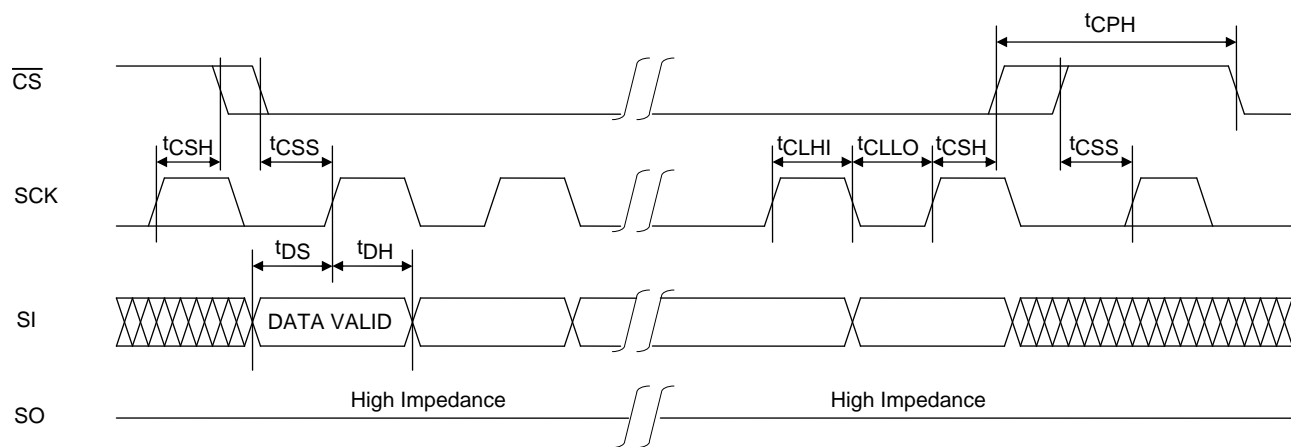 tCPH
CS
tCSH
tCSS
tCLHI
tCLLO
tCSH
tCSS
SCK
tDS
tDH
SI
DATA VALID
High Impedance
High Impedance
SO